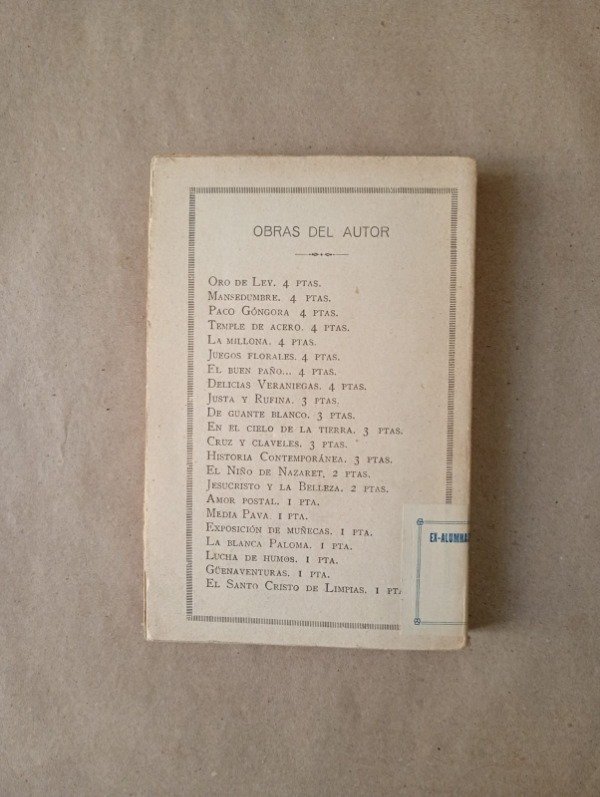 OBRAS DEL AUTOR
ORO DE LEY. 4 PTAS.
MANSEDUMBRE. 4 PTAS.
PACO GÓNGORA 4 PTAS.
TEMPLE DE ACERO. 4 PTAS.
LA MILLONA. 4 PTAS.
JUEGOS FLORALES. 4 PTAS.
EL BUEN PAÑO... 4 PTAS.
DELICIAS VERANIEGAS. 4 PTAS.
JUSTA Y RUFINA. 3 PTAS.
DE GUANTE BLANCO. 3 PTAS.
EN EL CIELO DE LA TIERRA. 3 PTAS.
CRUZ Y CLAVELES. 3 PTAS.
HISTORIA CONTEMPORÁNEA. 3 PTAS.
EL NIÑO DE NAZARET, 2 PTAS.
JESUCRISTO Y LA BELLEZA. 2 PTAS.
AMOR POSTAL. 1 PTA.
MEDIA PAVA. 1 PTA.
EXPOSICIÓN DE MUÑECAS. 1 PTA.
LA BLANCA PALOMA. 1 PTA.
LUCHA DE HUMOS. 1 PTA.
GÜENAVENTURAS. 1 PTA.
EL SANTO CRISTO DE LIMPIAS. 1 PTA
EX-ALUMNA